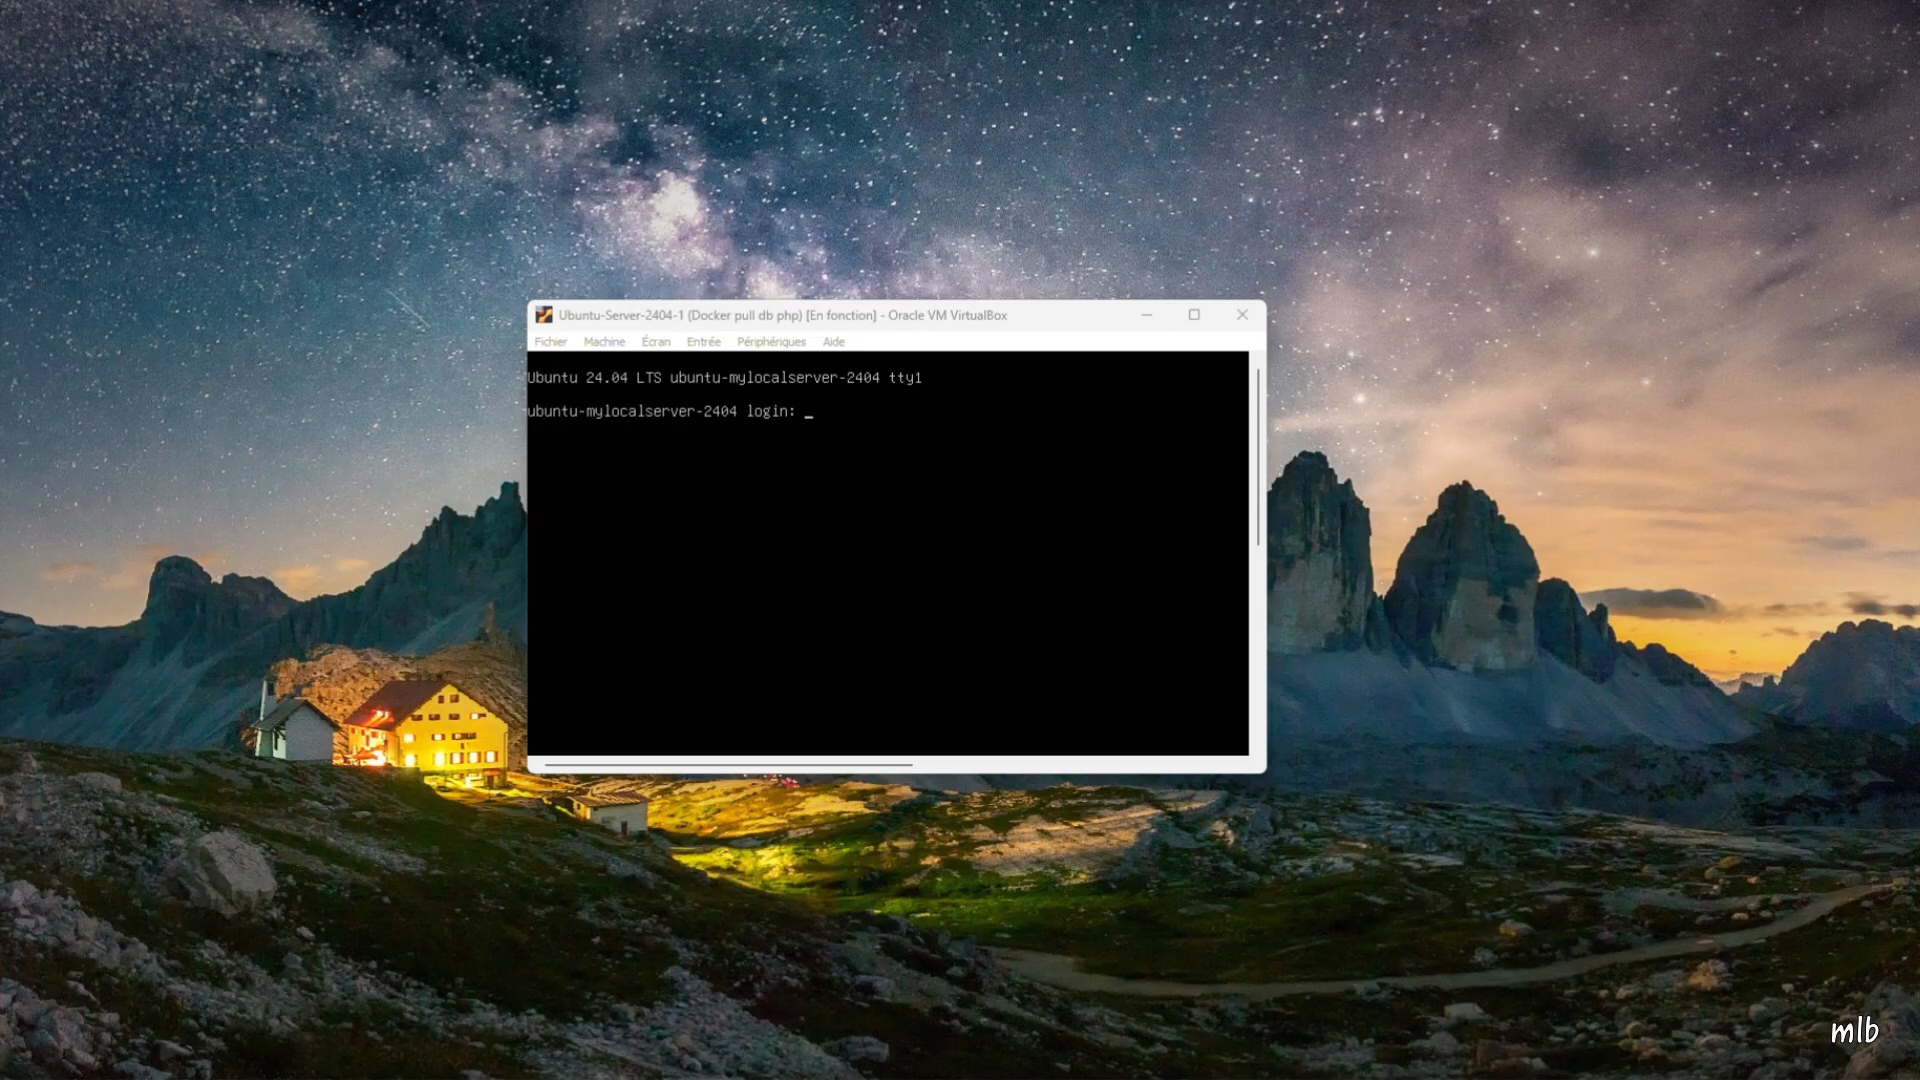 Ubuntu-Server-2404-1 (Docker pull db php) [En fonction] - Oracle VM VirtualBox
Fichier Machine Écran Entrée Périphériques Aide
Ubuntu 24.04 LTS ubuntu-mylocalserver-2404 tty1
ubuntu-mylocalserver-2404 login: _
mlb